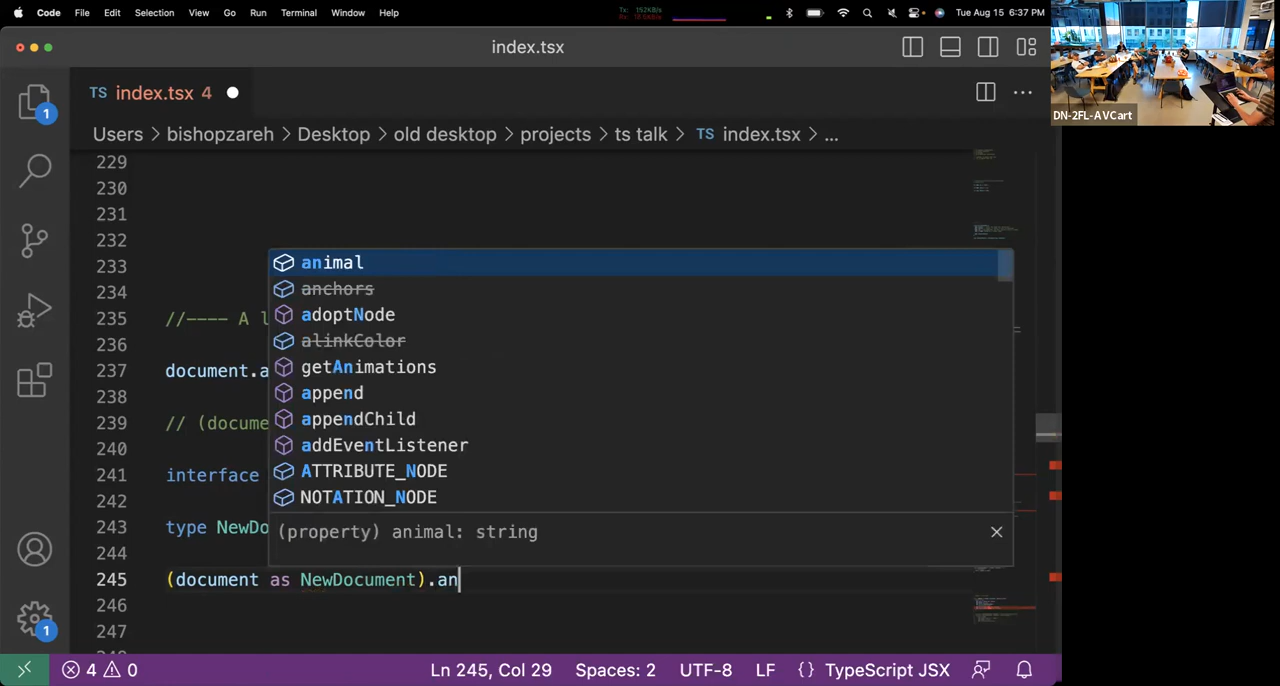 Code File Edit Selection View Go Run Terminal Window Help Tue Aug 15 6:37 PM
index.tsx
TS index.tsx 4
DN-2FL-AVCart
Users > bishopzareh > Desktop > old desktop > projects > ts talk > TS index.tsx > ...
1
229
230
231
232
233
234
235 //---- A l
236
237 document.a
238
239 // (docume
240
241 interface
242
243 type NewDo
244
245 (document as NewDocument).an
246
247
animal
anchors
adoptNode
alinkColor
getAnimations
append
appendChild
addEventListener
ATTRIBUTE_NODE
NOTATION_NODE
(property) animal: string
1
4 0 Ln 245, Col 29 Spaces: 2 UTF-8 LF {} TypeScript JSX